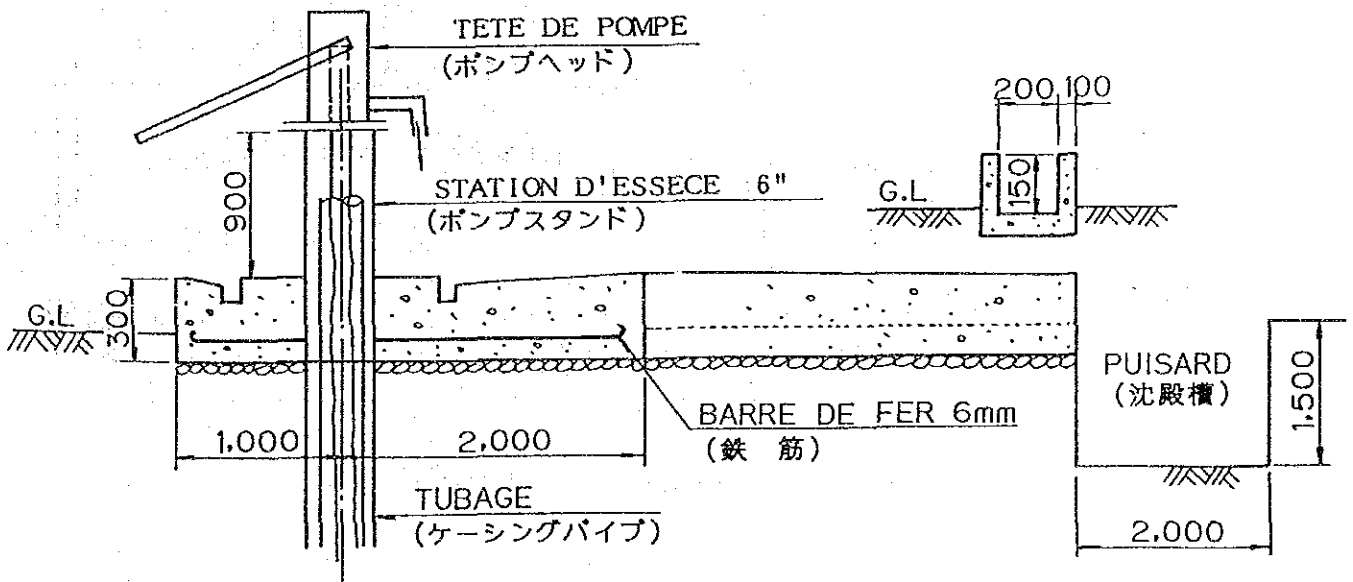 TETE DE POMPE
(ポンプヘッド)
200 100
150
G.L
900
STATION D'ESSECE 6"
(ポンプスタンド)
G.L
300
PUISARD
(沈殿槽)
1,500
BARRE DE FER 6mm
(鉄 筋)
1,000
2,000
TUBAGE
(ケーシングパイプ)
2,000